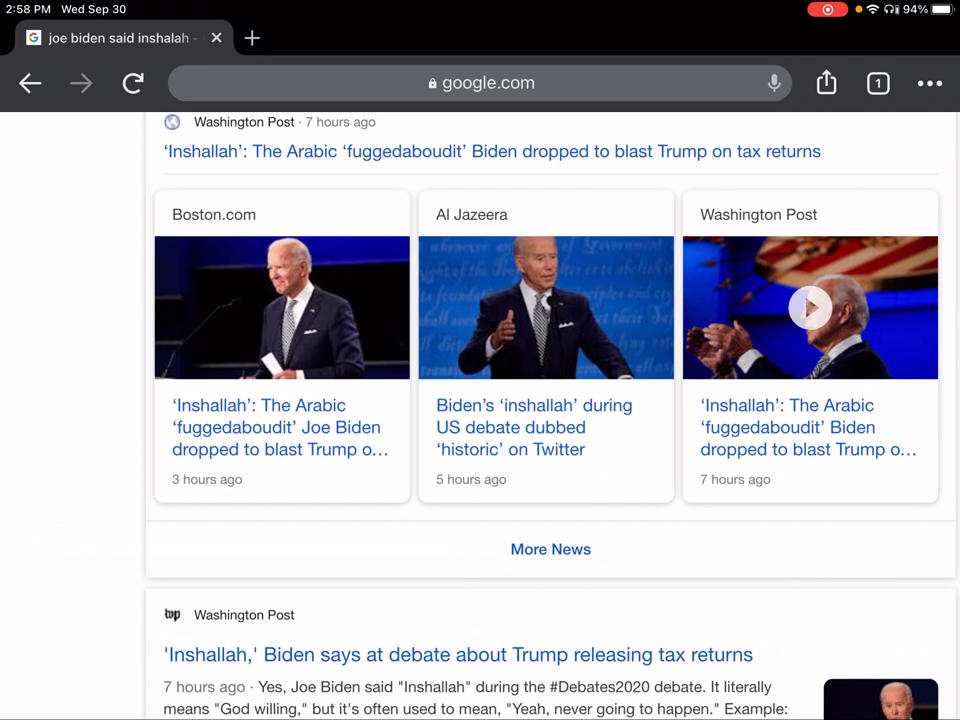 2:58 PM Wed Sep 30
94%
joe biden said inshalah -
google.com
1
Washington Post · 7 hours ago
‘Inshallah’: The Arabic ‘fuggedaboudit’ Biden dropped to blast Trump on tax returns
Boston.com
‘Inshallah’: The Arabic
‘fuggedaboudit’ Joe Biden
dropped to blast Trump o...
3 hours ago
Al Jazeera
Biden’s ‘inshallah’ during
US debate dubbed
‘historic’ on Twitter
5 hours ago
Washington Post
‘Inshallah’: The Arabic
‘fuggedaboudit’ Biden
dropped to blast Trump o...
7 hours ago
More News
wp Washington Post
'Inshallah,' Biden says at debate about Trump releasing tax returns
7 hours ago · Yes, Joe Biden said "Inshallah" during the #Debates2020 debate. It literally
means "God willing," but it's often used to mean, "Yeah, never going to happen." Example: